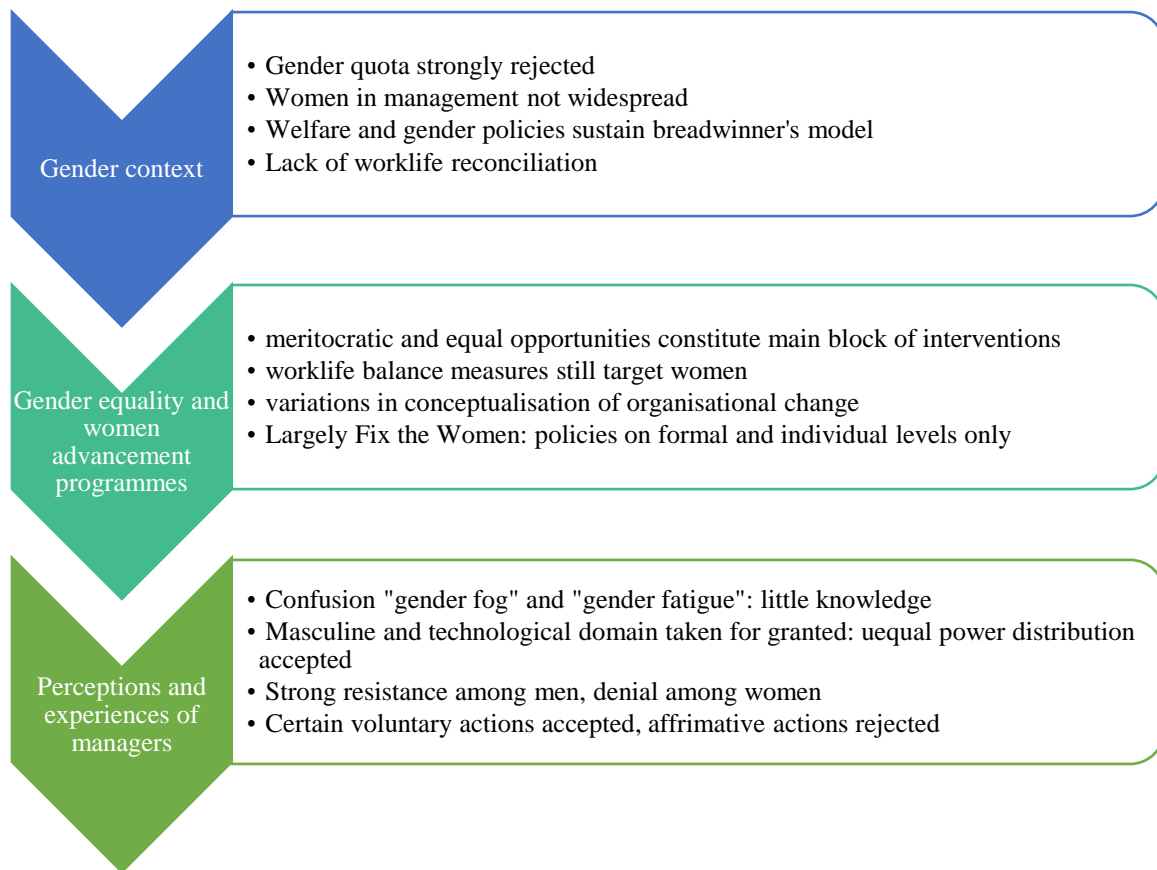 Gender context
• Gender quota strongly rejected
• Women in management not widespread
• Welfare and gender policies sustain breadwinner's model
• Lack of worklife reconciliation
Gender equality and
women
advancement
programmes
• meritocratic and equal opportunities constitute main block of interventions
• worklife balance measures still target women
• variations in conceptualisation of organisational change
• Largely Fix the Women: policies on formal and individual levels only
Perceptions and
experiences of
managers
• Confusion "gender fog" and "gender fatigue": little knowledge
• Masculine and technological domain taken for granted: uequal power distribution
accepted
• Strong resistance among men, denial among women
• Certain voluntary actions accepted, affrimative actions rejected